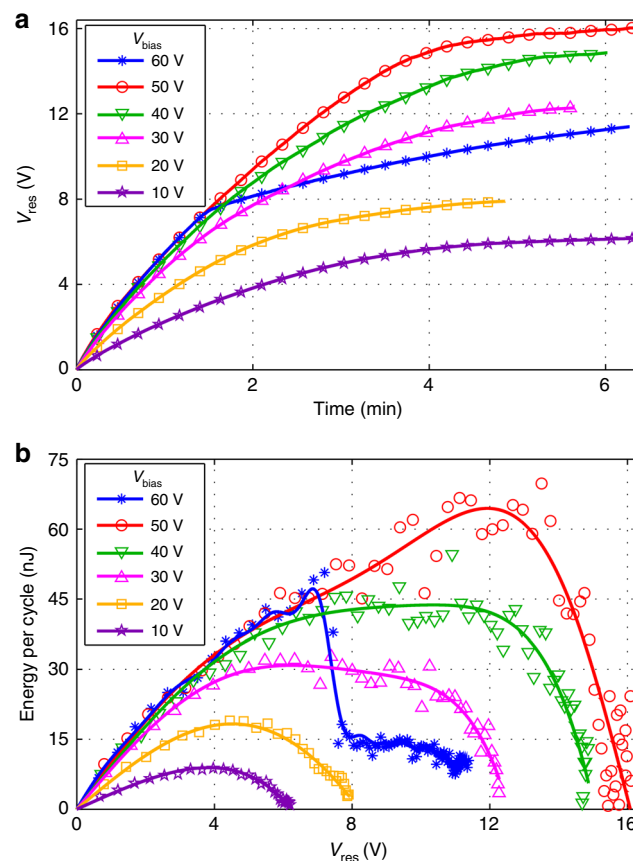 a
16
12
8
4
0
V_res (V)
V_bias
60 V
50 V
40 V
30 V
20 V
10 V
0 2 4 6
Time (min)
b
75
60
45
30
15
0
Energy per cycle (nJ)
V_bias
60 V
50 V
40 V
30 V
20 V
10 V
0 4 8 12 16
V_res (V)